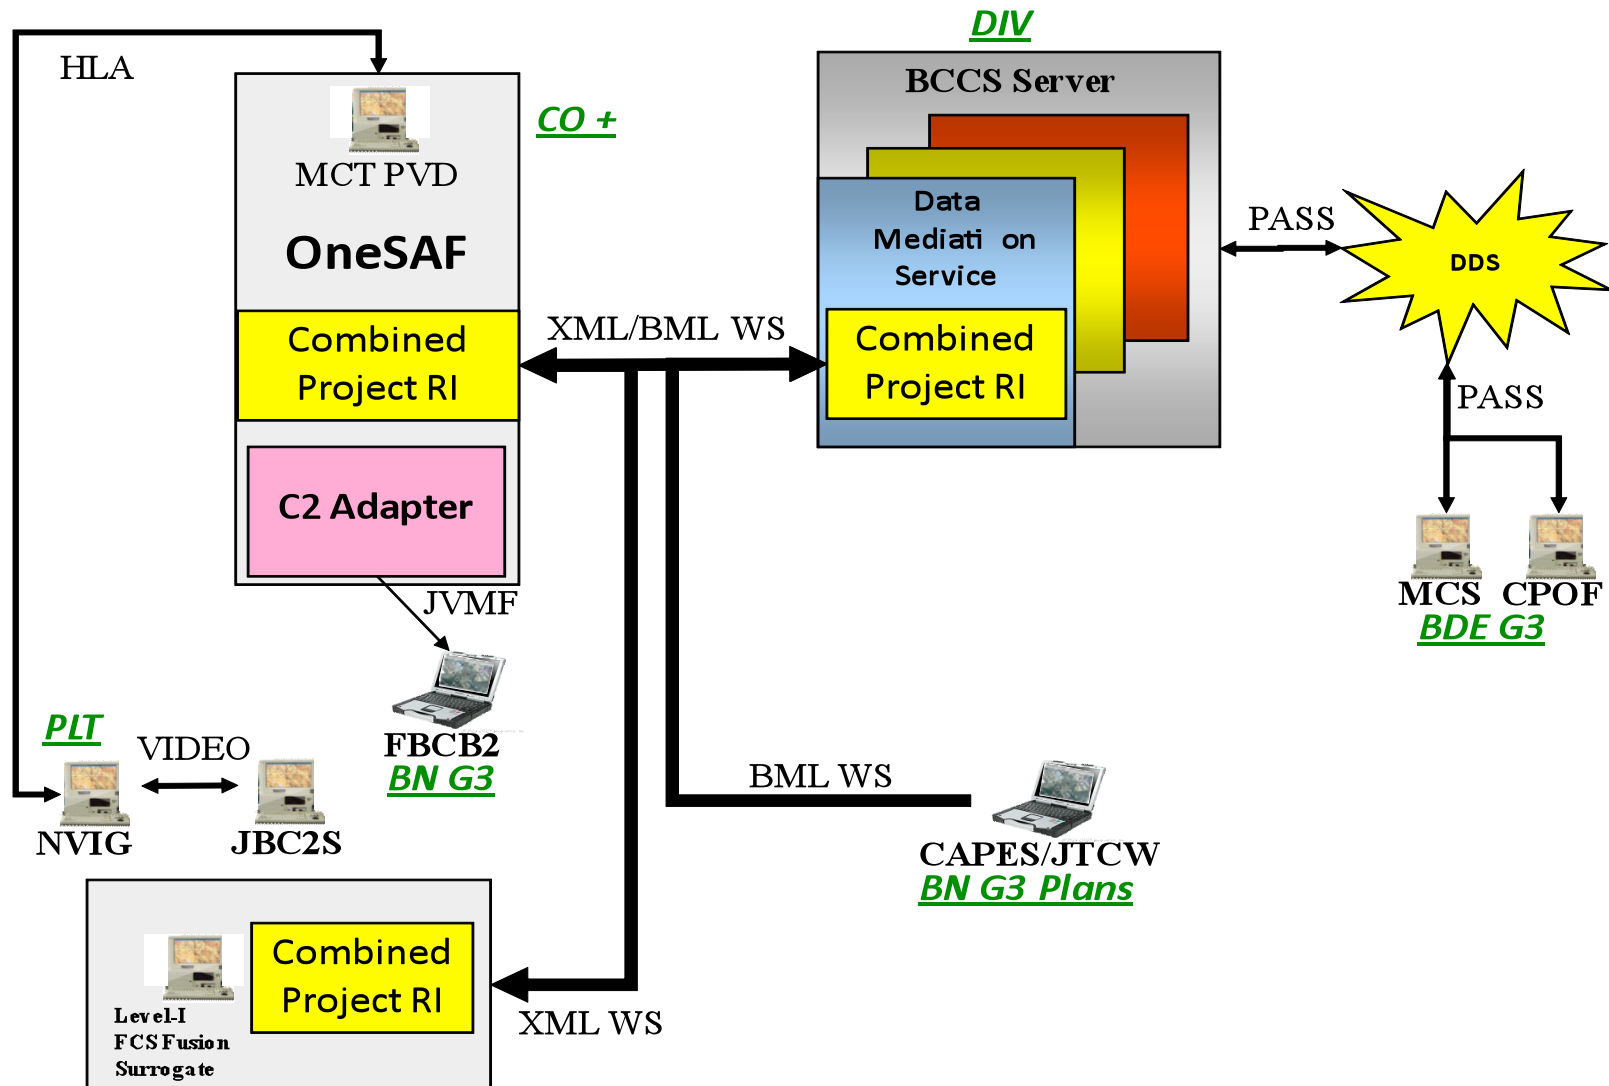 DIV
HLA
BCCS Server
CO +
MCT PVD
Data
Mediati on
Service
OneSAF
PASS
DDS
Combined
Project RI
XML/BML WS
Combined
Project RI
PASS
C2 Adapter
JVMF
MCS CPOF
BDE G3
PLT
VIDEO
FBCB2
BN G3
BML WS
NVIG
JBC2S
CAPES/JTCW
BN G3 Plans
Combined
Project RI
Level-I
FCS Fusion
Surrogate
XML WS